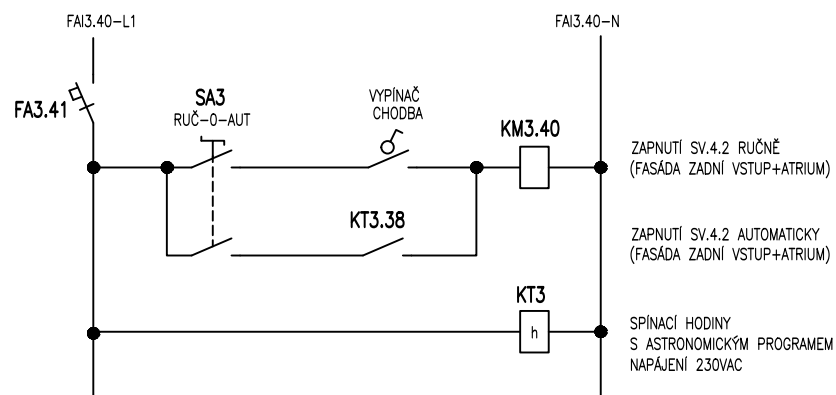 FAI3.40-L1
FAI3.40-N
FA3.41
SA3
RUČ-0-AUT
VYPÍNAČ
CHODBA
KM3.40
ZAPNUTÍ SV.4.2 RUČNĚ
(FASÁDA ZADNÍ VSTUP+ATRIUM)
KT3.38
ZAPNUTÍ SV.4.2 AUTOMATICKY
(FASÁDA ZADNÍ VSTUP+ATRIUM)
KT3
h
SPÍNACÍ HODINY
S ASTRONOMICKÝM PROGRAMEM
NAPÁJENÍ 230VAC